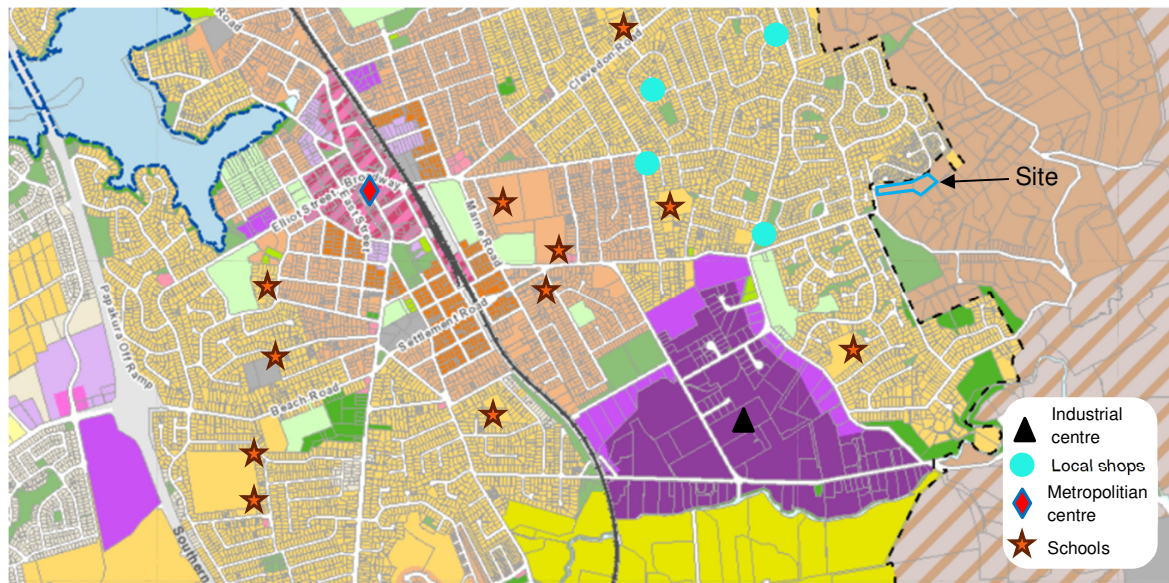 Road
Clevedon Road
Site
Broadway
Elliot Street
East Street
Marne Road
Settlement Road
Papakura Off Ramp
Beach Road
Southern
Industrial
centre
Local shops
Metropolitian
centre
Schools